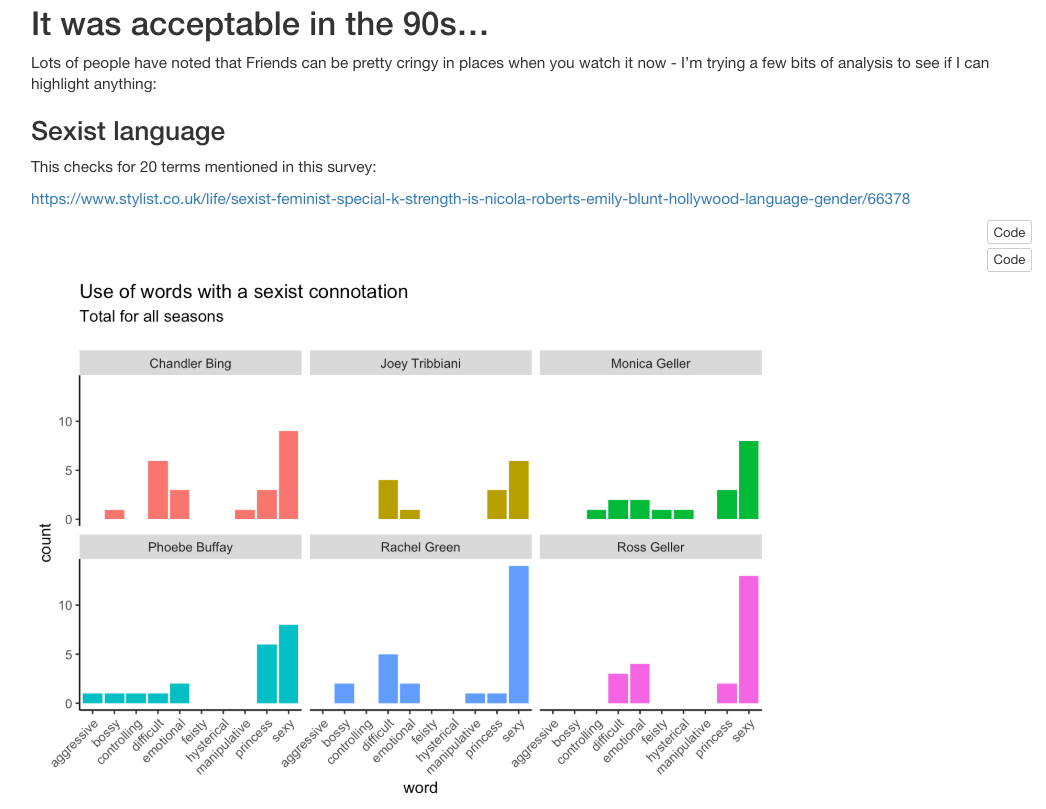 It was acceptable in the 90s…
Lots of people have noted that Friends can be pretty cringy in places when you watch it now - I'm trying a few bits of analysis to see if I can
highlight anything:
Sexist language
This checks for 20 terms mentioned in this survey:
https://www.stylist.co.uk/life/sexist-feminist-special-k-strength-is-nicola-roberts-emily-blunt-hollywood-language-gender/66378
Code
Code
Use of words with a sexist connotation
Total for all seasons
Chandler Bing Joey Tribbiani Monica Geller
10
5
0
count
Phoebe Buffay Rachel Green Ross Geller
10
5
0
aggressive bossy controlling difficult emotional feisty hysterical manipulative princess sexy aggressive bossy controlling difficult emotional feisty hysterical manipulative princess sexy aggressive bossy controlling difficult emotional feisty hysterical manipulative princess sexy
word